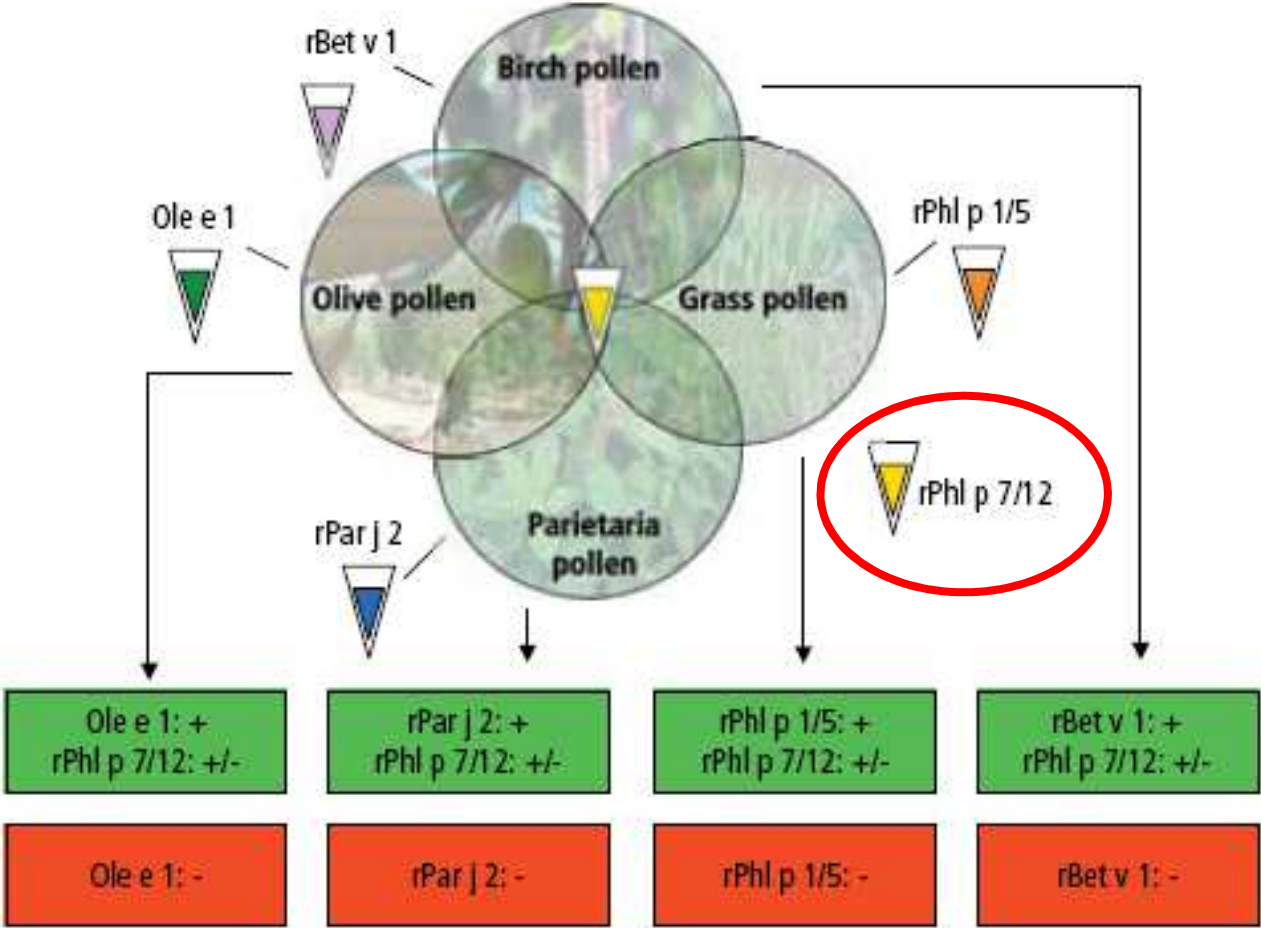 rBet v 1
Birch pollen
Ole e 1
rPhl p 1/5
Olive pollen
Grass pollen
rPhl p 7/12
rPar j 2
Parietaria
pollen
Ole e 1: +
rPhl p 7/12: +/-
rPar j 2: +
rPhl p 7/12: +/-
rPhl p 1/5: +
rPhl p 7/12: +/-
rBet v 1: +
rPhl p 7/12: +/-
Ole e 1: -
rPar j 2: -
rPhl p 1/5: -
rBet v 1: -